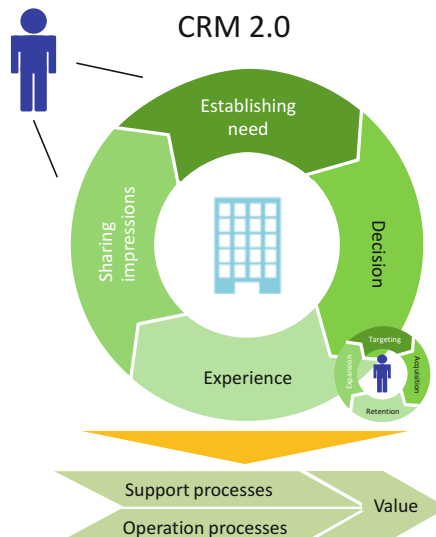 CRM 2.0
Establishing
need
Sharing
impressions
Decision
Experience
Targeting
Expansion
Acquisition
Retention
Support processes
Value
Operation processes